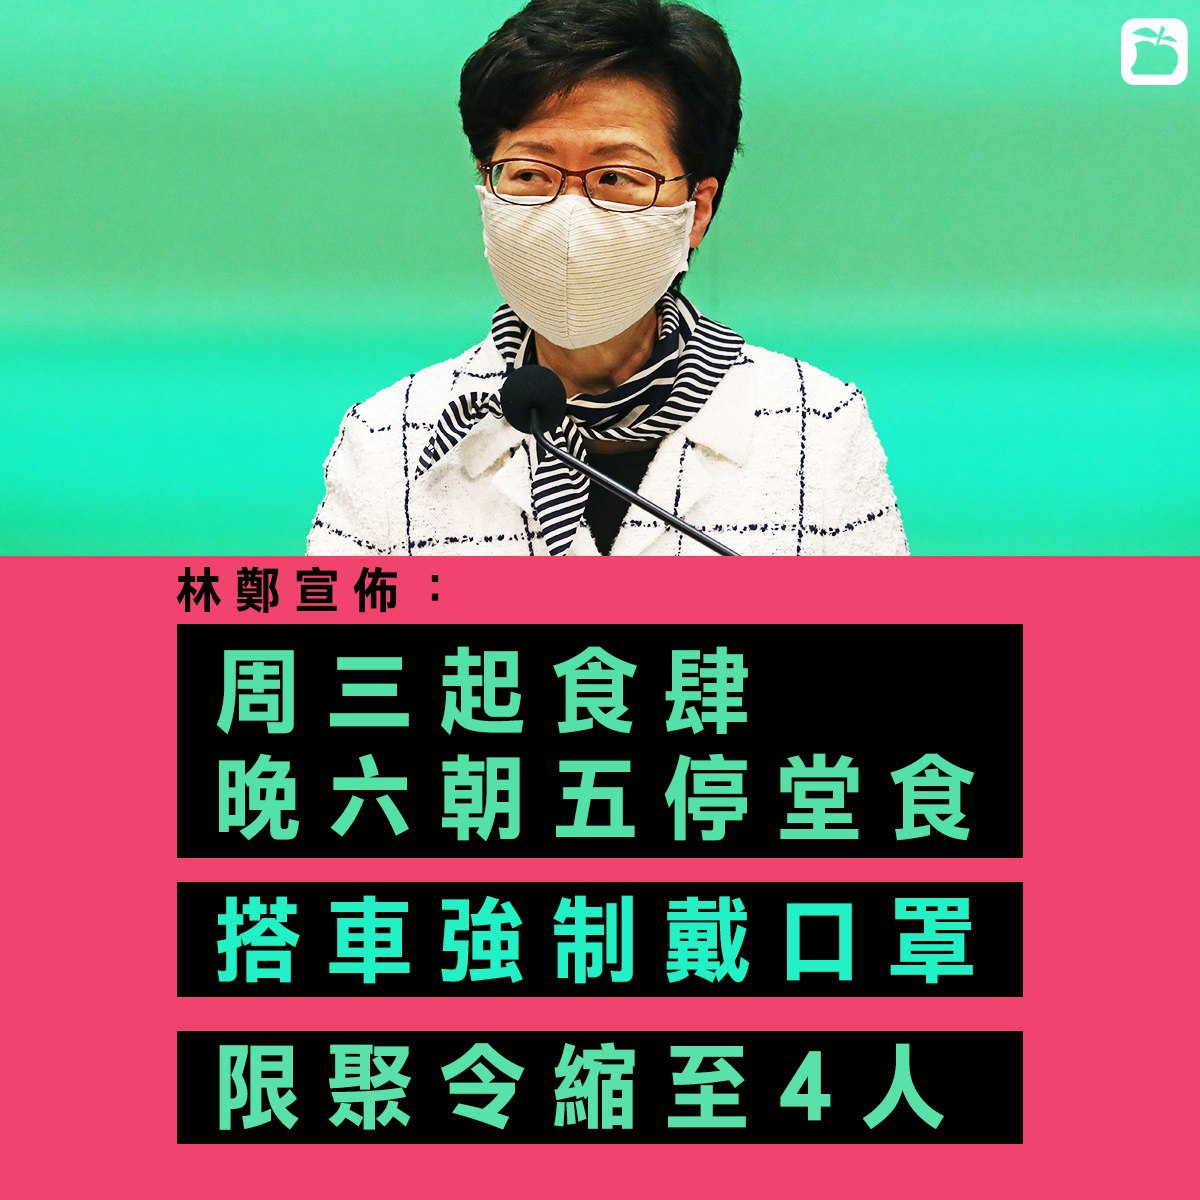 林鄭宣佈：
周三起食肆
晚六朝五停堂食
搭車強制戴口罩
限聚令縮至4人